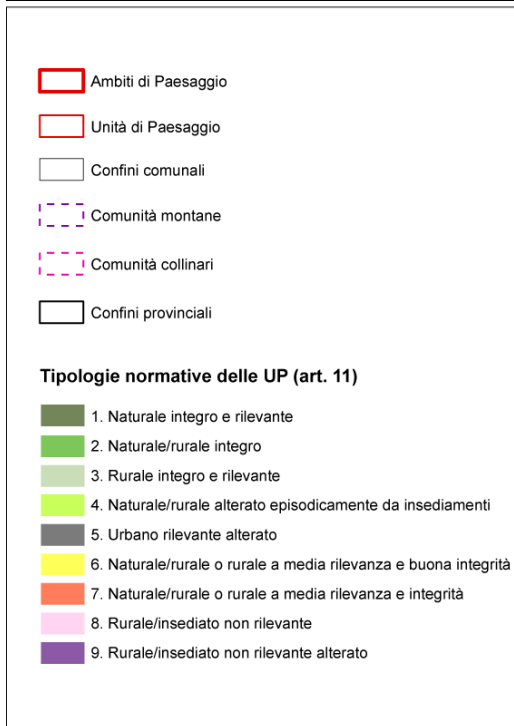 Ambiti di Paesaggio
Unità di Paesaggio
Confini comunali
Comunità montane
Comunità collinari
Confini provinciali
Tipologie normative delle UP (art. 11)
1. Naturale integro e rilevante
2. Naturale/rurale integro
3. Rurale integro e rilevante
4. Naturale/rurale alterato episodicamente da insediamenti
5. Urbano rilevante alterato
6. Naturale/rurale o rurale a media rilevanza e buona integrità
7. Naturale/rurale o rurale a media rilevanza e integrità
8. Rurale/insediato non rilevante
9. Rurale/insediato non rilevante alterato